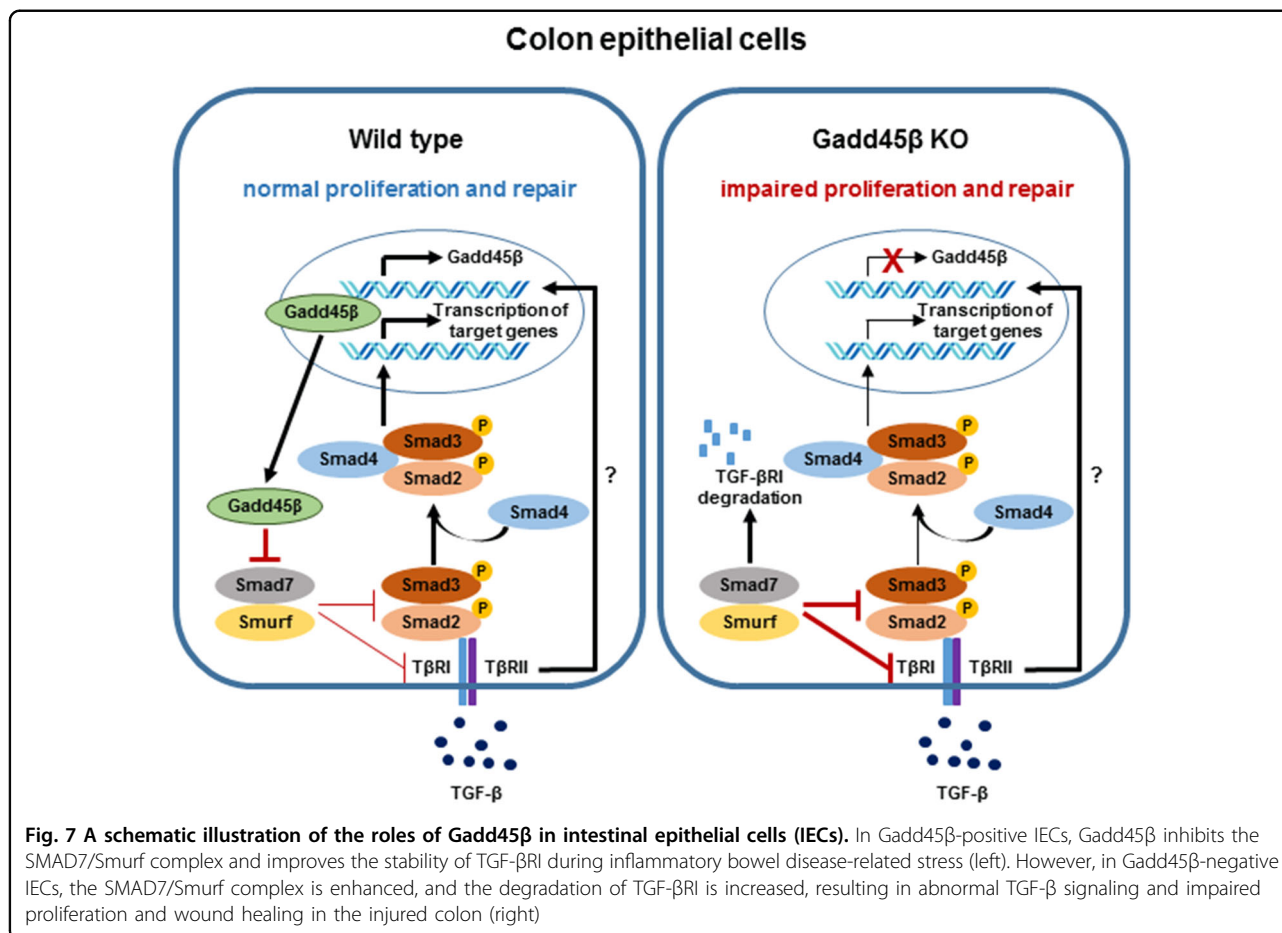 Colon epithelial cells
Wild type
normal proliferation and repair
Gadd45β
Gadd45β
Transcription of
target genes
Smad3
P
Smad4
Smad2
P
?
Gadd45β
Smad4
Smad7
Smurf
Smad3
P
Smad2
P
TβRI
TβRII
TGF-β
Gadd45β KO
impaired proliferation and repair
X
Gadd45β
Transcription of
target genes
Smad3
P
Smad4
Smad2
P
TGF-βRI
degradation
?
Smad4
Smad7
Smurf
Smad3
P
Smad2
P
TβRI
TβRII
TGF-β
Fig. 7 A schematic illustration of the roles of Gadd45β in intestinal epithelial cells (IECs). In Gadd45β-positive IECs, Gadd45β inhibits the
SMAD7/Smurf complex and improves the stability of TGF-βRI during inflammatory bowel disease-related stress (left). However, in Gadd45β-negative
IECs, the SMAD7/Smurf complex is enhanced, and the degradation of TGF-βRI is increased, resulting in abnormal TGF-β signaling and impaired
proliferation and wound healing in the injured colon (right)